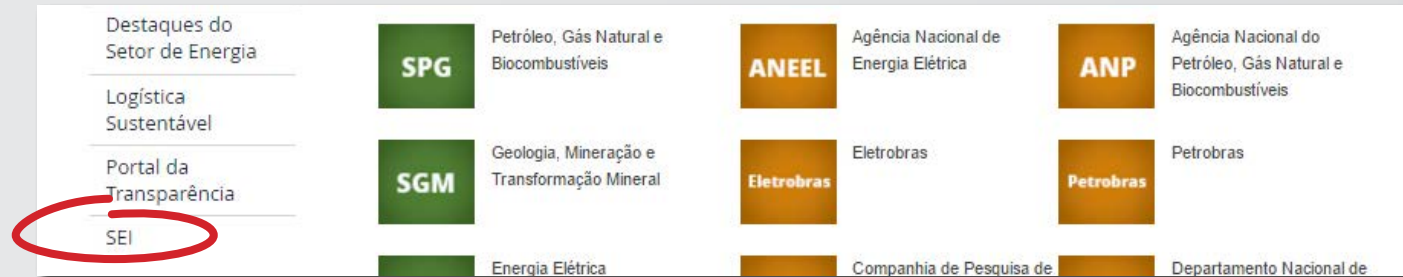 Destaques do
Setor de Energia
Logística
Sustentável
Portal da
Transparência
SEI
SPG
Petróleo, Gás Natural e
Biocombustíveis
SGM
Geologia, Mineração e
Transformação Mineral
Energia Elétrica
ANEEL
Agência Nacional de
Energia Elétrica
Eletrobras
Eletrobras
Companhia de Pesquisa de
ANP
Agência Nacional do
Petróleo, Gás Natural e
Biocombustíveis
Petrobras
Petrobras
Departamento Nacional de